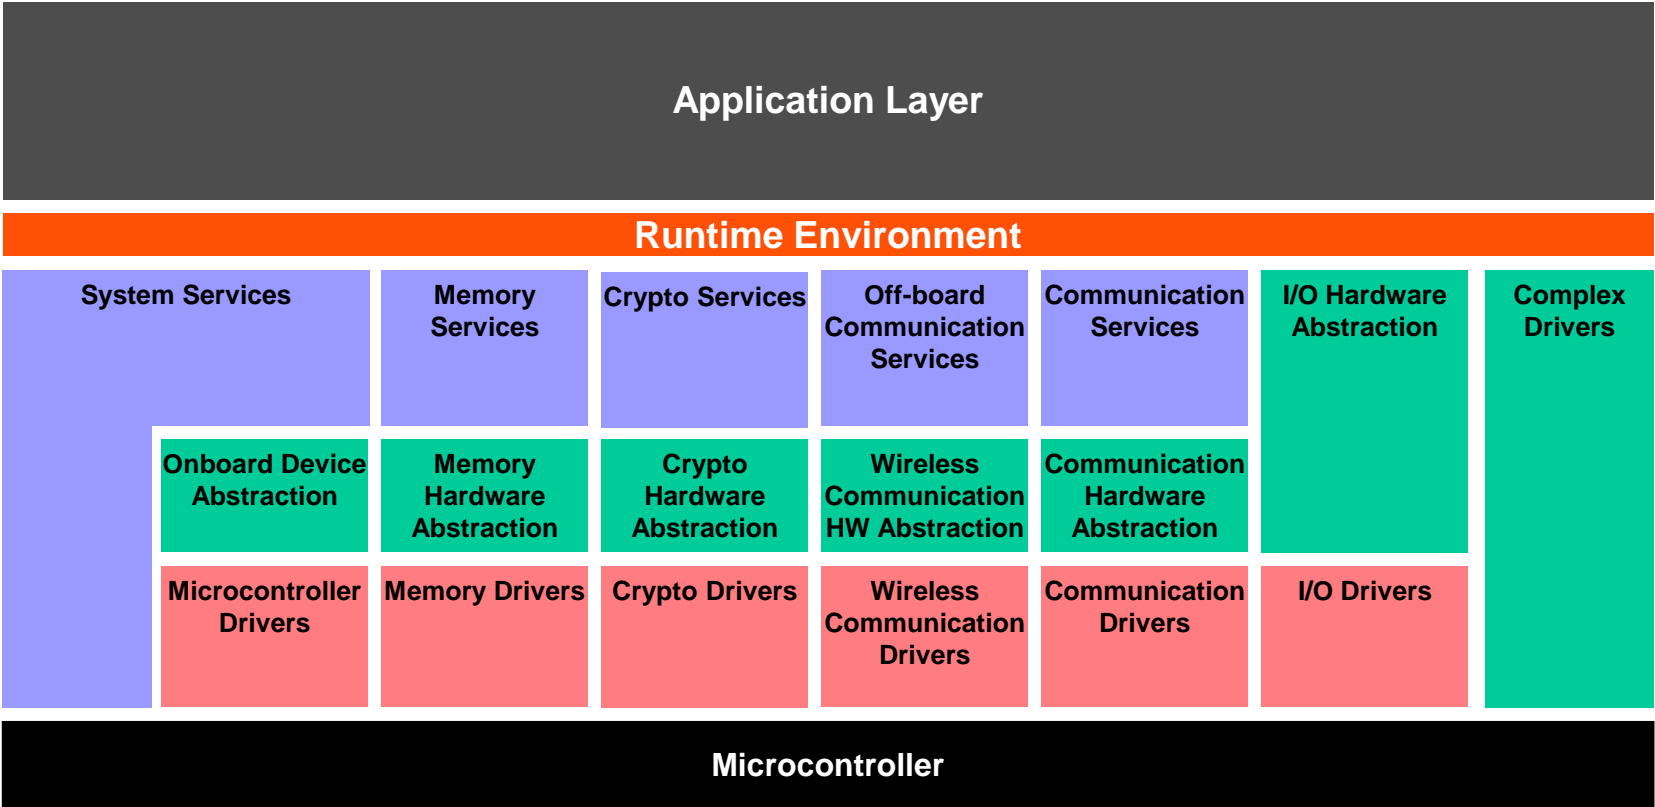 Application Layer
Runtime Environment
System Services
Memory
Services
Crypto Services
Off-board
Communication
Services
Communication
Services
I/O Hardware
Abstraction
Complex
Drivers
Onboard Device
Abstraction
Memory
Hardware
Abstraction
Crypto
Hardware
Abstraction
Wireless
Communication
HW Abstraction
Communication
Hardware
Abstraction
Microcontroller
Drivers
Memory Drivers
Crypto Drivers
Wireless
Communication
Drivers
Communication
Drivers
I/O Drivers
Microcontroller